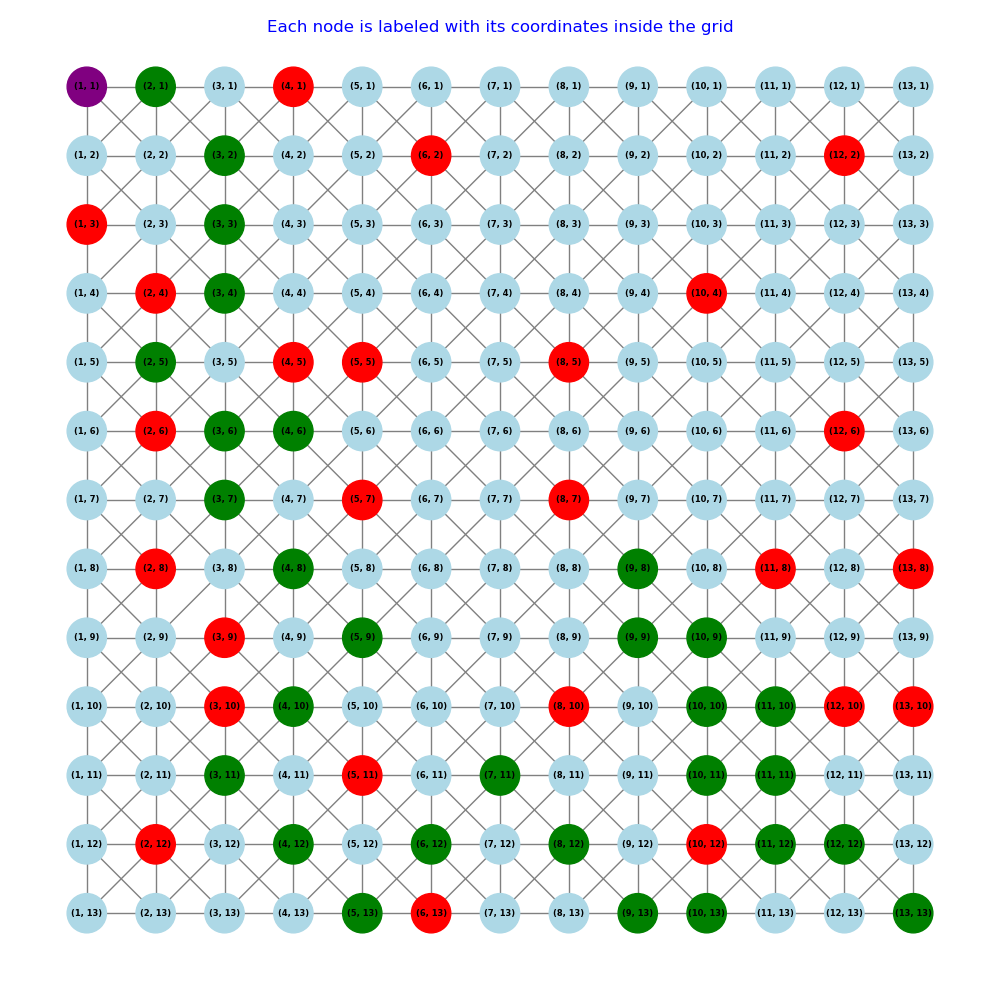 Each node is labeled with its coordinates inside the grid
(1, 1) (2, 1) (3, 1) (4, 1) (5, 1) (6, 1) (7, 1) (8, 1) (9, 1) (10, 1) (11, 1) (12, 1) (13, 1)
(1, 2) (2, 2) (3, 2) (4, 2) (5, 2) (6, 2) (7, 2) (8, 2) (9, 2) (10, 2) (11, 2) (12, 2) (13, 2)
(1, 3) (2, 3) (3, 3) (4, 3) (5, 3) (6, 3) (7, 3) (8, 3) (9, 3) (10, 3) (11, 3) (12, 3) (13, 3)
(1, 4) (2, 4) (3, 4) (4, 4) (5, 4) (6, 4) (7, 4) (8, 4) (9, 4) (10, 4) (11, 4) (12, 4) (13, 4)
(1, 5) (2, 5) (3, 5) (4, 5) (5, 5) (6, 5) (7, 5) (8, 5) (9, 5) (10, 5) (11, 5) (12, 5) (13, 5)
(1, 6) (2, 6) (3, 6) (4, 6) (5, 6) (6, 6) (7, 6) (8, 6) (9, 6) (10, 6) (11, 6) (12, 6) (13, 6)
(1, 7) (2, 7) (3, 7) (4, 7) (5, 7) (6, 7) (7, 7) (8, 7) (9, 7) (10, 7) (11, 7) (12, 7) (13, 7)
(1, 8) (2, 8) (3, 8) (4, 8) (5, 8) (6, 8) (7, 8) (8, 8) (9, 8) (10, 8) (11, 8) (12, 8) (13, 8)
(1, 9) (2, 9) (3, 9) (4, 9) (5, 9) (6, 9) (7, 9) (8, 9) (9, 9) (10, 9) (11, 9) (12, 9) (13, 9)
(1, 10) (2, 10) (3, 10) (4, 10) (5, 10) (6, 10) (7, 10) (8, 10) (9, 10) (10, 10) (11, 10) (12, 10) (13, 10)
(1, 11) (2, 11) (3, 11) (4, 11) (5, 11) (6, 11) (7, 11) (8, 11) (9, 11) (10, 11) (11, 11) (12, 11) (13, 11)
(1, 12) (2, 12) (3, 12) (4, 12) (5, 12) (6, 12) (7, 12) (8, 12) (9, 12) (10, 12) (11, 12) (12, 12) (13, 12)
(1, 13) (2, 13) (3, 13) (4, 13) (5, 13) (6, 13) (7, 13) (8, 13) (9, 13) (10, 13) (11, 13) (12, 13) (13, 13)